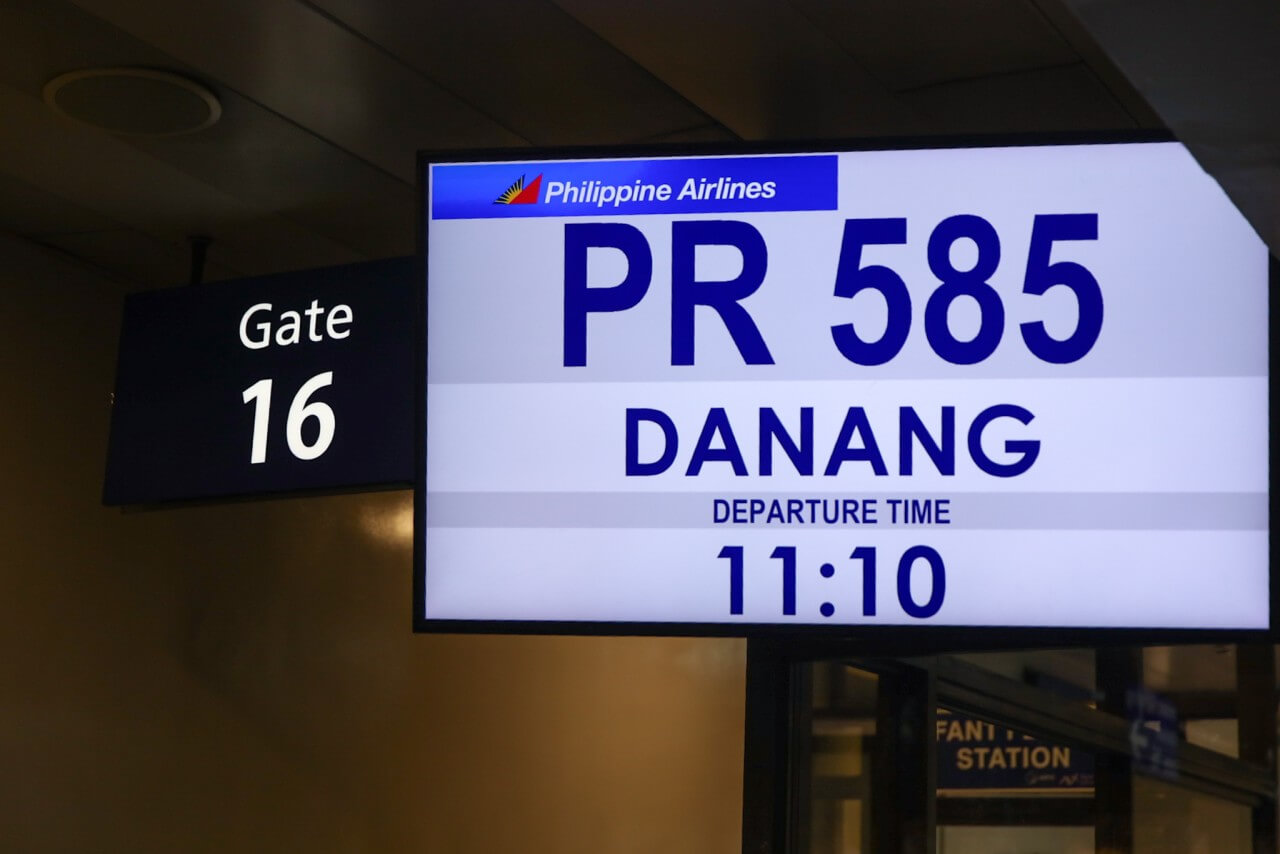 Gate
16
Philippine Airlines
PR 585
DANANG
DEPARTURE TIME
11:10
STATION